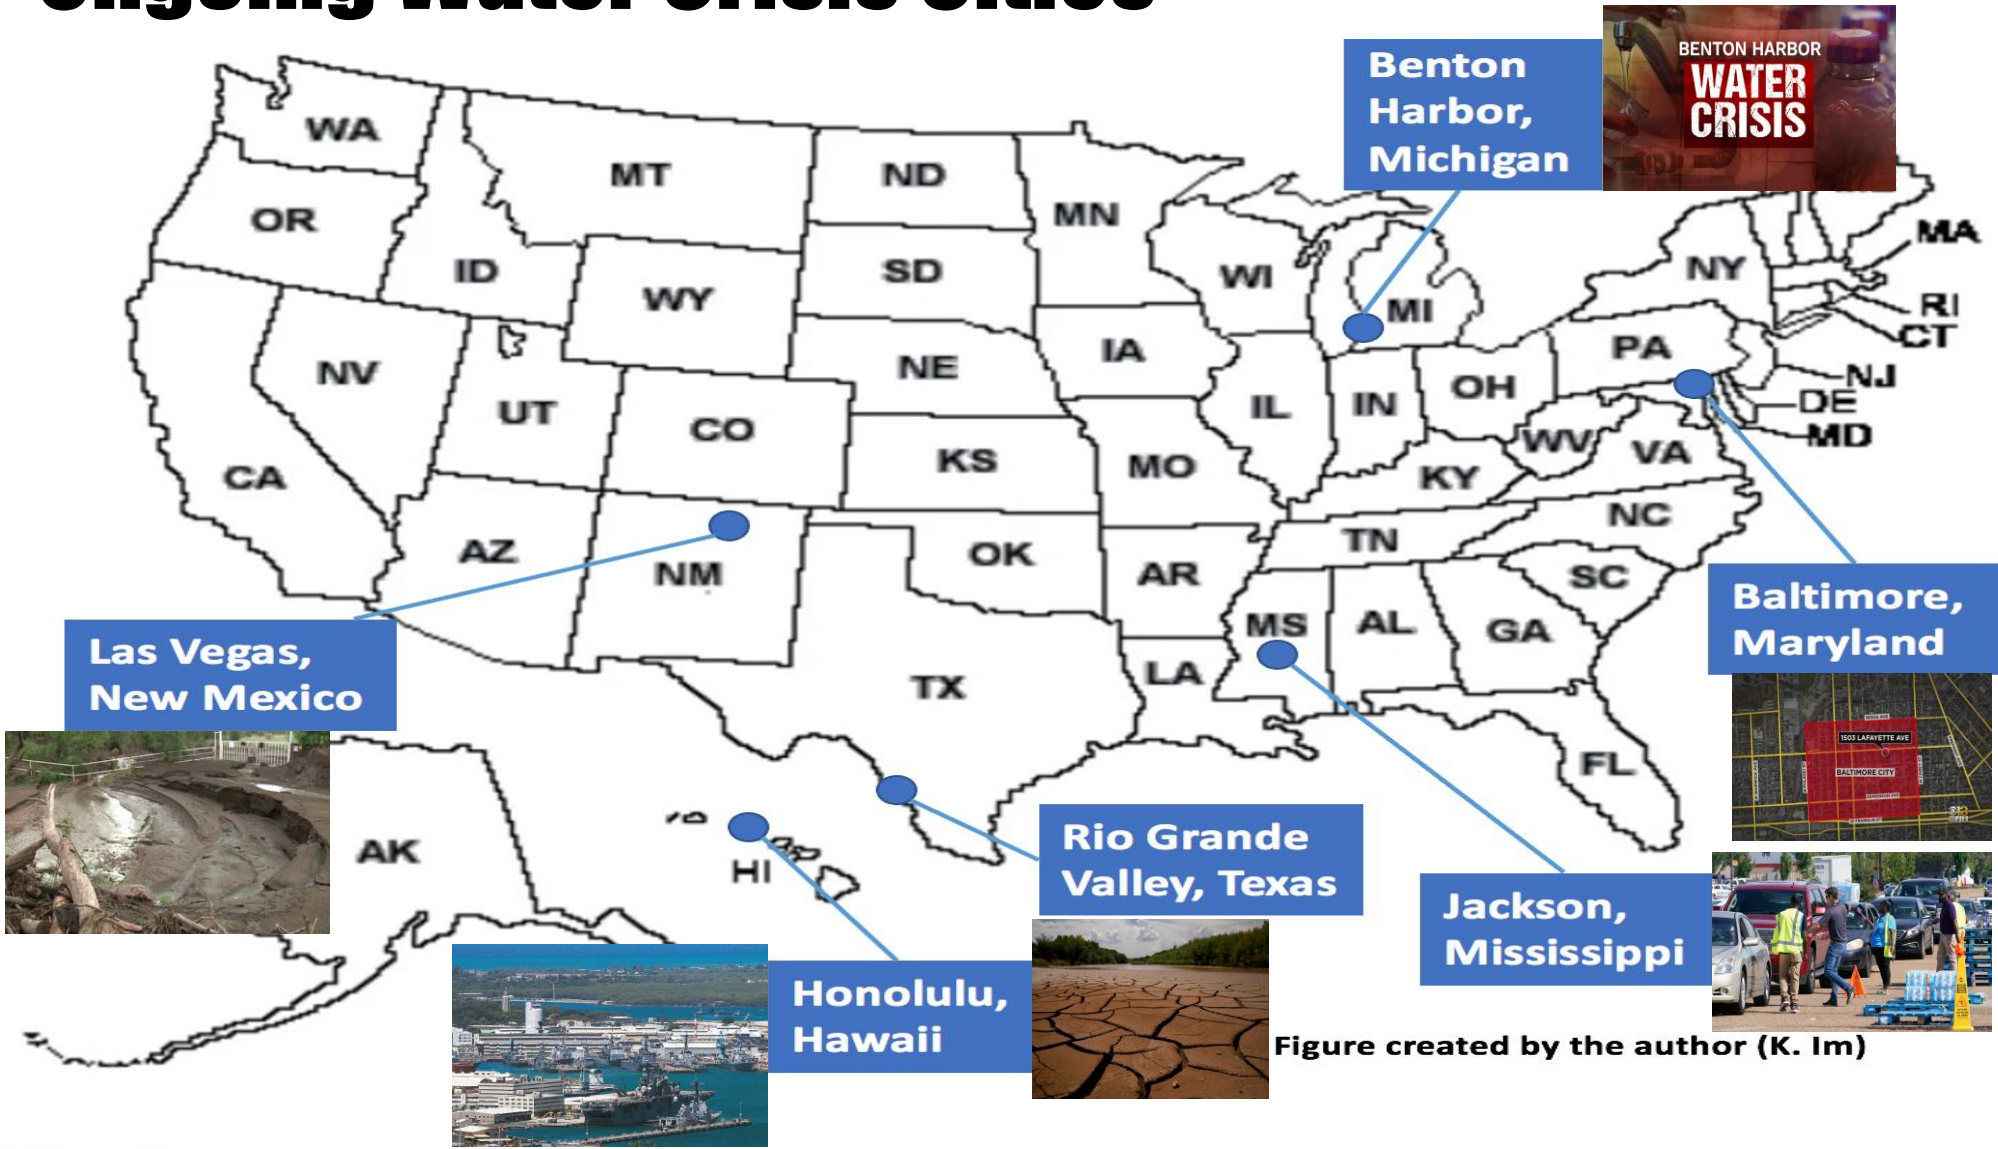 Ongoing Water Crisis Cities
Benton
Harbor,
Michigan
BENTON HARBOR
WATER
CRISIS
WA
MT
ND
MN
OR
ID
WY
SD
WI
MI
NY
MA
RI
CT
NJ
DE
MD
NV
UT
CO
NE
IA
IL
IN
OH
PA
CA
KS
MO
KY
WV
VA
AZ
NM
OK
AR
TN
NC
SC
MS
AL
GA
TX
LA
FL
AK
HI
Las Vegas,
New Mexico
Baltimore,
Maryland
1503 LAFAYETTE AVE
BALTIMORE CITY
Rio Grande
Valley, Texas
Jackson,
Mississippi
Honolulu,
Hawaii
Figure created by the author (K. Im)